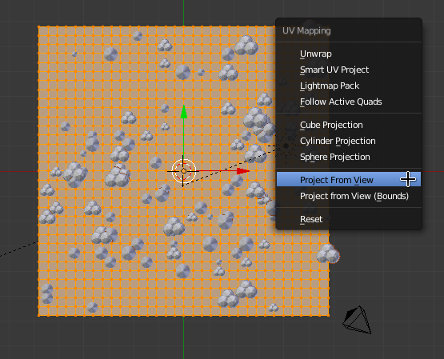 UV Mapping
Unwrap
Smart UV Project
Lightmap Pack
Follow Active Quads
Cube Projection
Cylinder Projection
Sphere Projection
Project From View
Project from View (Bounds)
Reset